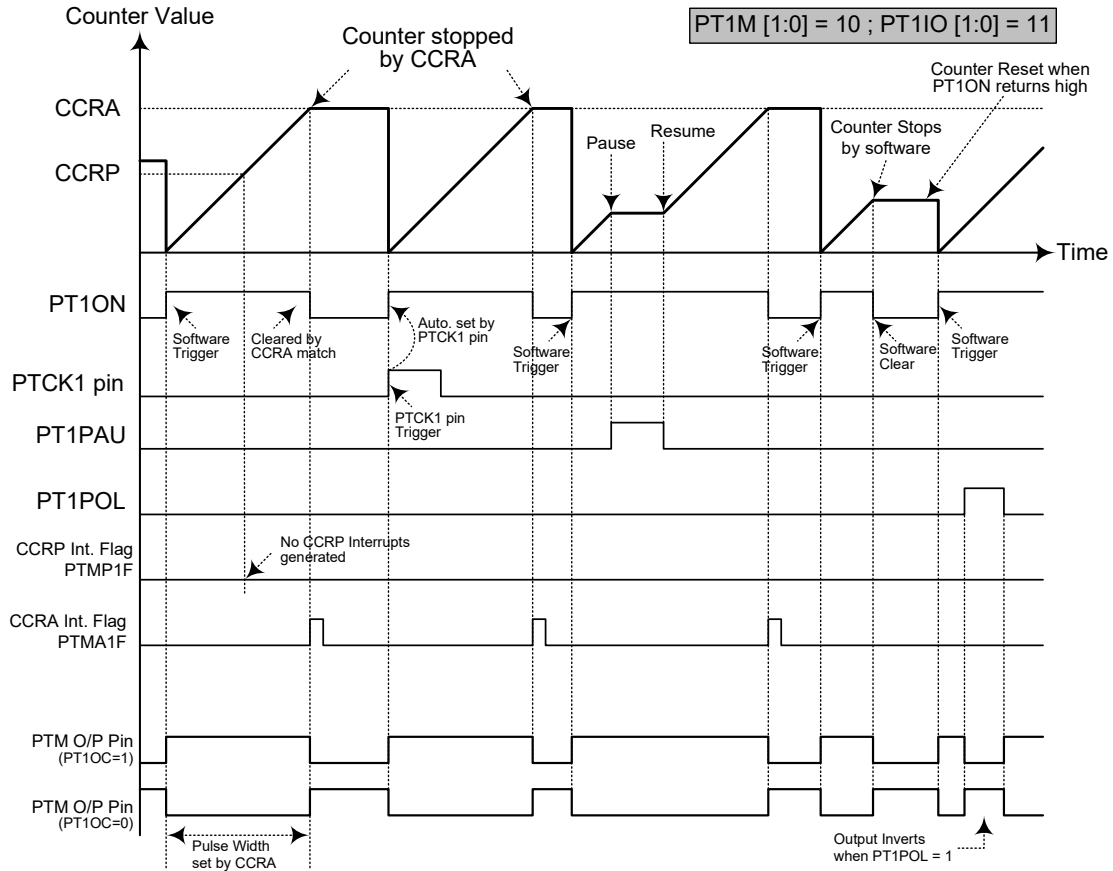 Counter Value
PT1M [1:0] = 10 ; PT1IO [1:0] = 11
Counter stopped
by CCRA
Counter Reset when
PT1ON returns high
CCRA
CCRP
Pause
Resume
Counter Stops
by software
Time
PT1ON
Software
Trigger
Cleared by
CCRA match
Auto. set by
PTCK1 pin
Software
Trigger
Software
Trigger
Software
Clear
Software
Trigger
PTCK1 pin
PTCK1 pin
Trigger
PT1PAU
PT1POL
CCRP Int. Flag
PTMP1F
No CCRP Interrupts
generated
CCRA Int. Flag
PTMA1F
PTM O/P Pin
(PT1OC=1)
PTM O/P Pin
(PT1OC=0)
Pulse Width
set by CCRA
Output Inverts
when PT1POL = 1